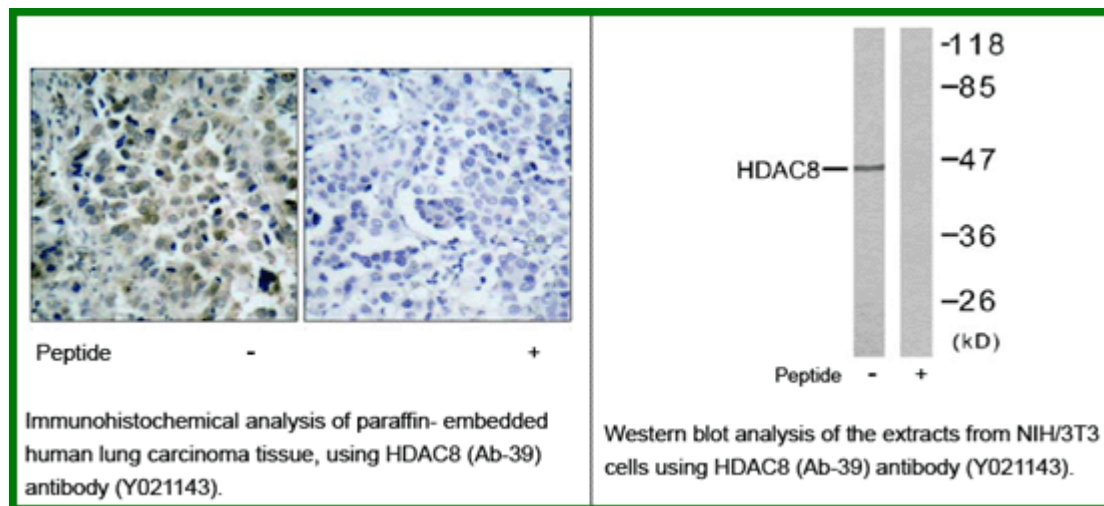 Peptide - +
Immunohistochemical analysis of paraffin- embedded
human lung carcinoma tissue, using HDAC8 (Ab-39)
antibody (Y021143).
-118
-85
HDAC8 -47
-36
-26
(kD)
Peptide - +
Western blot analysis of the extracts from NIH/3T3
cells using HDAC8 (Ab-39) antibody (Y021143).